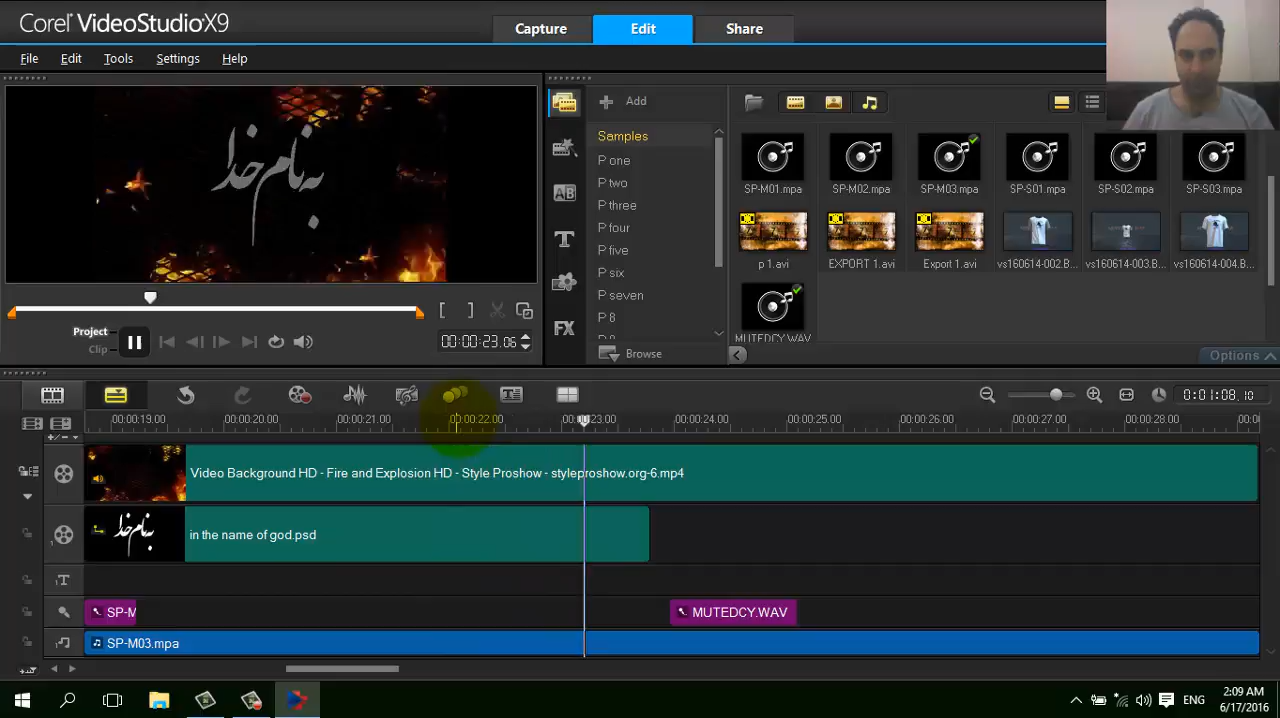 Corel VideoStudio X9
Capture
Edit
Share
File
Edit
Tools
Settings
Help
به نام خدا
Project
Clip
00:00:23.06
Add
Samples
P one
P two
P three
P four
P five
P six
P seven
P 8
Browse
FX
SP-M01.mpa
SP-M02.mpa
SP-M03.mpa
SP-S01.mpa
SP-S02.mpa
SP-S03.mpa
p 1.avi
EXPORT 1.avi
Export 1.avi
vs160614-002.B...
vs160614-003.B...
vs160614-004.B...
MUTEDCY.WAV
Options
0:01:08.10
00:00:19.00
00:00:20.00
00:00:21.00
00:00:22.00
00:00:23.00
00:00:24.00
00:00:25.00
00:00:26.00
00:00:27.00
00:00:28.00
Video Background HD - Fire and Explosion HD - Style Proshow - styleproshow.org-6.mp4
به نام خدا
in the name of god.psd
SP-M
MUTEDCY.WAV
SP-M03.mpa
ENG
2:09 AM
6/17/2016